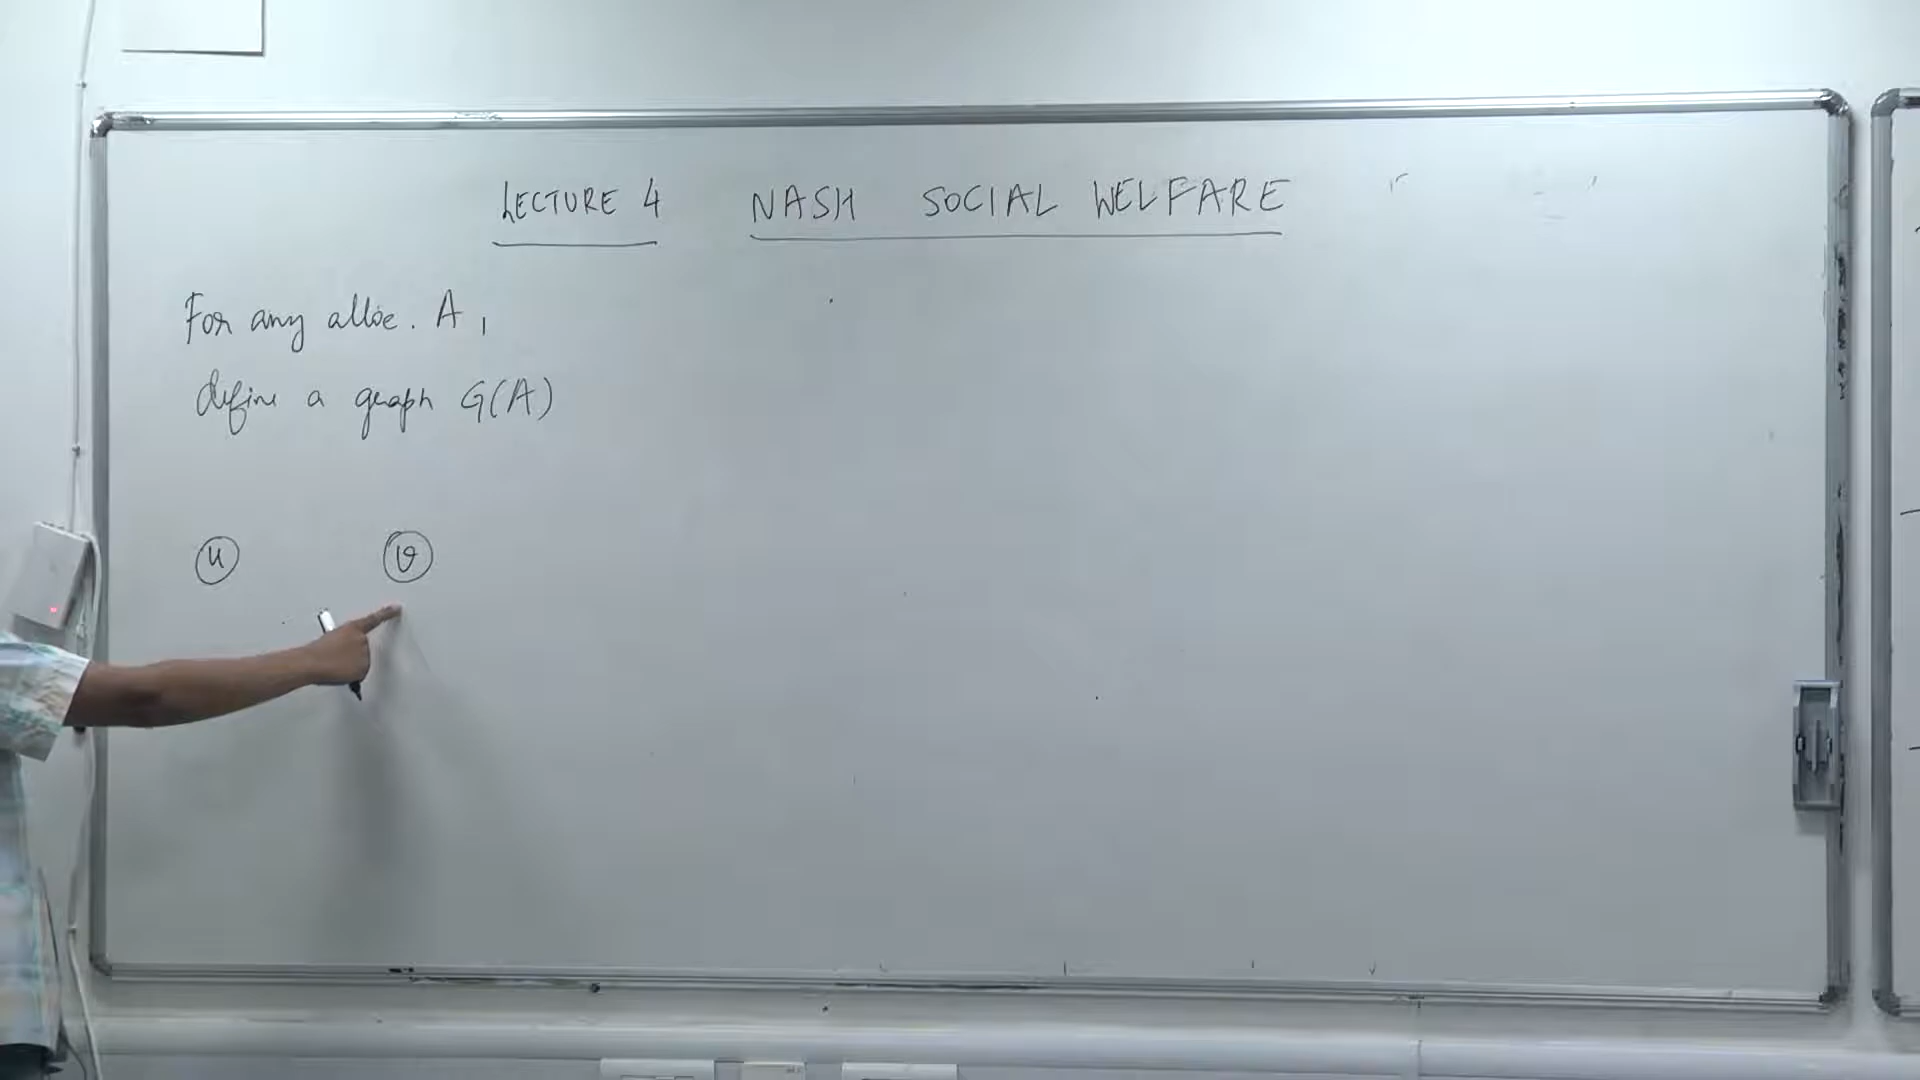 LECTURE 4 NASH SOCIAL WELFARE
For any alloc. A,
define a graph G(A)
u v